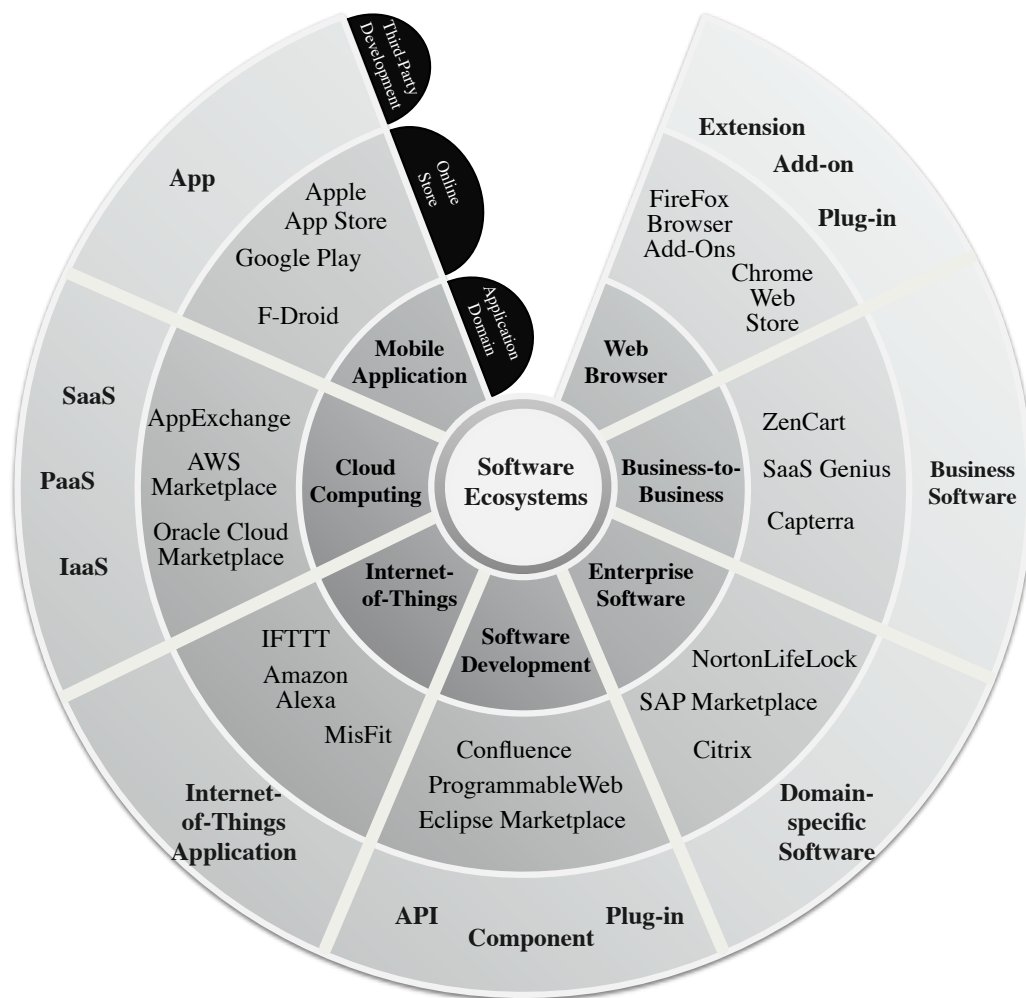 Third-Party
Development
Online
Store
Application
Domain
Software
Ecosystems
Mobile
Application
Apple
App Store
Google Play
F-Droid
App
Cloud
Computing
AppExchange
AWS
Marketplace
Oracle Cloud
Marketplace
SaaS
PaaS
IaaS
Internet-
of-Things
IFTTT
Amazon
Alexa
MisFit
Internet-
of-Things
Application
Software
Development
Confluence
ProgrammableWeb
Eclipse Marketplace
API
Component
Plug-in
Enterprise
Software
NortonLifeLock
SAP Marketplace
Citrix
Domain-
specific
Software
Business-to-
Business
ZenCart
SaaS Genius
Capterra
Business
Software
Web
Browser
FireFox
Browser
Add-Ons
Chrome
Web
Store
Extension
Add-on
Plug-in